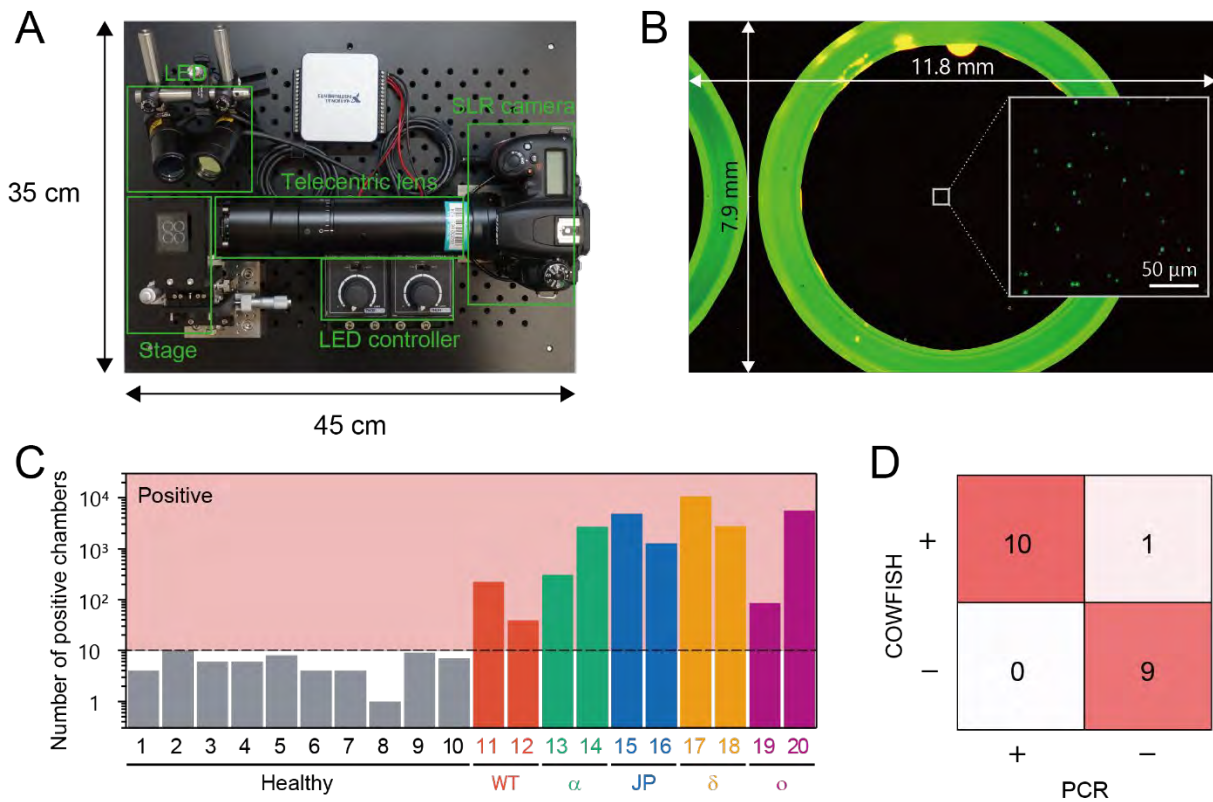 A
35 cm
45 cm
LED
SLR camera
Telecentric lens
Stage
LED controller
NATIONAL
INSTRUMENTS
B
11.8 mm
7.9 mm
50 µm
C
Number of positive chambers
Positive
10⁴
10³
10²
10
1
1 2 3 4 5 6 7 8 9 10 11 12 13 14 15 16 17 18 19 20
Healthy WT α JP δ ο
D
COWFISH
+ 10 1
− 0 9
+ −
PCR